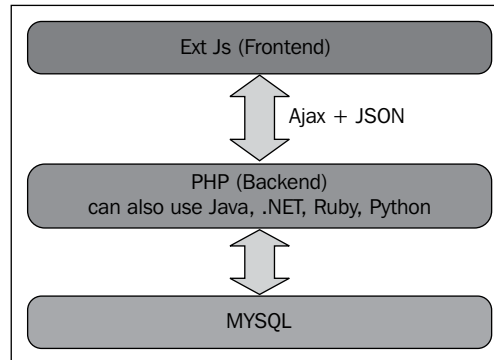 Ext Js (Frontend)
Ajax + JSON
PHP (Backend)
can also use Java, .NET, Ruby, Python
MYSQL